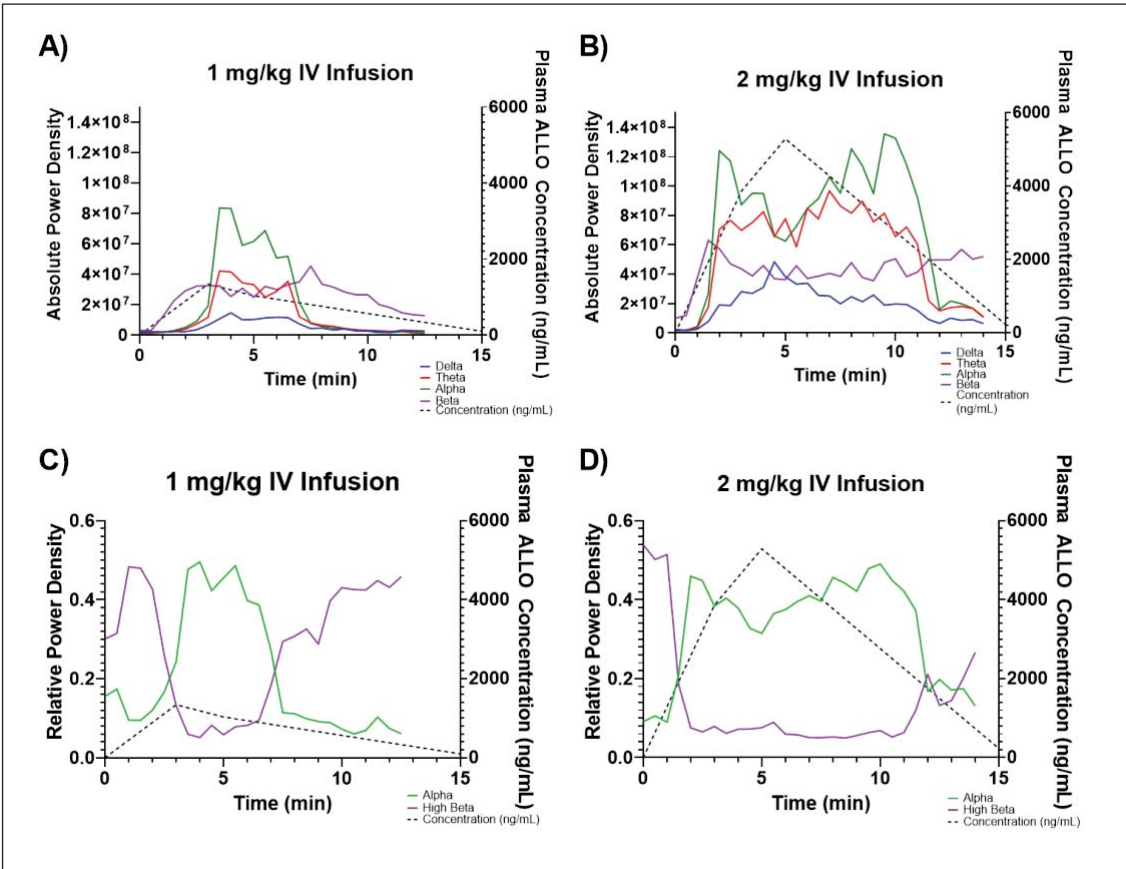 A)
1 mg/kg IV Infusion
Absolute Power Density
1.4×10⁸
1.2×10⁸
1×10⁸
8×10⁷
6×10⁷
4×10⁷
2×10⁷
0
0 5 10 15
Time (min)
6000
4000
2000
0
Plasma ALLO Concentration (ng/mL)
Delta
Theta
Alpha
Beta
Concentration (ng/mL)
B)
2 mg/kg IV Infusion
Absolute Power Density
1.4×10⁸
1.2×10⁸
1×10⁸
8×10⁷
6×10⁷
4×10⁷
2×10⁷
0
0 5 10 15
Time (min)
6000
4000
2000
0
Plasma ALLO Concentration (ng/mL)
Delta
Theta
Alpha
Beta
Concentration
(ng/mL)
C)
1 mg/kg IV Infusion
Relative Power Density
0.6
0.4
0.2
0.0
0 5 10 15
Time (min)
6000
4000
2000
0
Plasma ALLO Concentration (ng/mL)
Alpha
High Beta
Concentration (ng/mL)
D)
2 mg/kg IV Infusion
Relative Power Density
0.6
0.4
0.2
0.0
0 5 10 15
Time (min)
6000
4000
2000
0
Plasma ALLO Concentration (ng/mL)
Alpha
High Beta
Concentration (ng/mL)